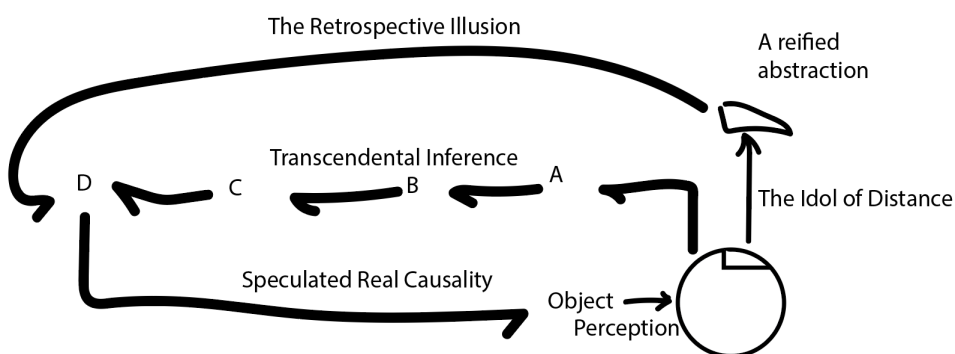 The Retrospective Illusion
A reified
abstraction
Transcendental Inference
D
C
B
A
The Idol of Distance
Speculated Real Causality
Object
Perception